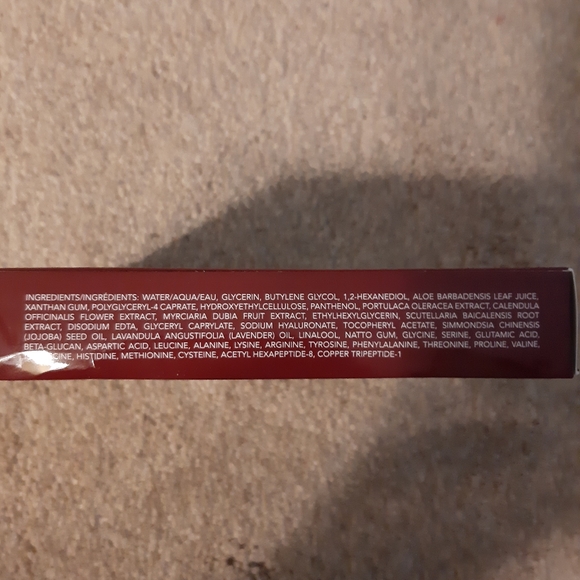 INGREDIENTS/INGRÉDIENTS: WATER/AQUA/EAU, GLYCERIN, BUTYLENE GLYCOL, 1,2-HEXANEDIOL, ALOE BARBADENSIS LEAF JUICE,
XANTHAN GUM, POLYGLYCERYL-4 CAPRATE, HYDROXYETHYLCELLULOSE, PANTHENOL, PORTULACA OLERACEA EXTRACT, CALENDULA
OFFICINALIS FLOWER EXTRACT, MYRCIARIA DUBIA FRUIT EXTRACT, ETHYLHEXYLGLYCERIN, SCUTELLARIA BAICALENSIS ROOT
EXTRACT, DISODIUM EDTA, GLYCERYL CAPRYLATE, SODIUM HYALURONATE, TOCOPHERYL ACETATE, SIMMONDSIA CHINENSIS
(JOJOBA) SEED OIL, LAVANDULA ANGUSTIFOLIA (LAVENDER) OIL, LINALOOL, NATTO GUM, GLYCINE, SERINE, GLUTAMIC ACID,
BETA-GLUCAN, ASPARTIC ACID, LEUCINE, ALANINE, LYSINE, ARGININE, TYROSINE, PHENYLALANINE, THREONINE, PROLINE, VALINE,
HISTIDINE, METHIONINE, CYSTEINE, ACETYL HEXAPEPTIDE-8, COPPER TRIPEPTIDE-1